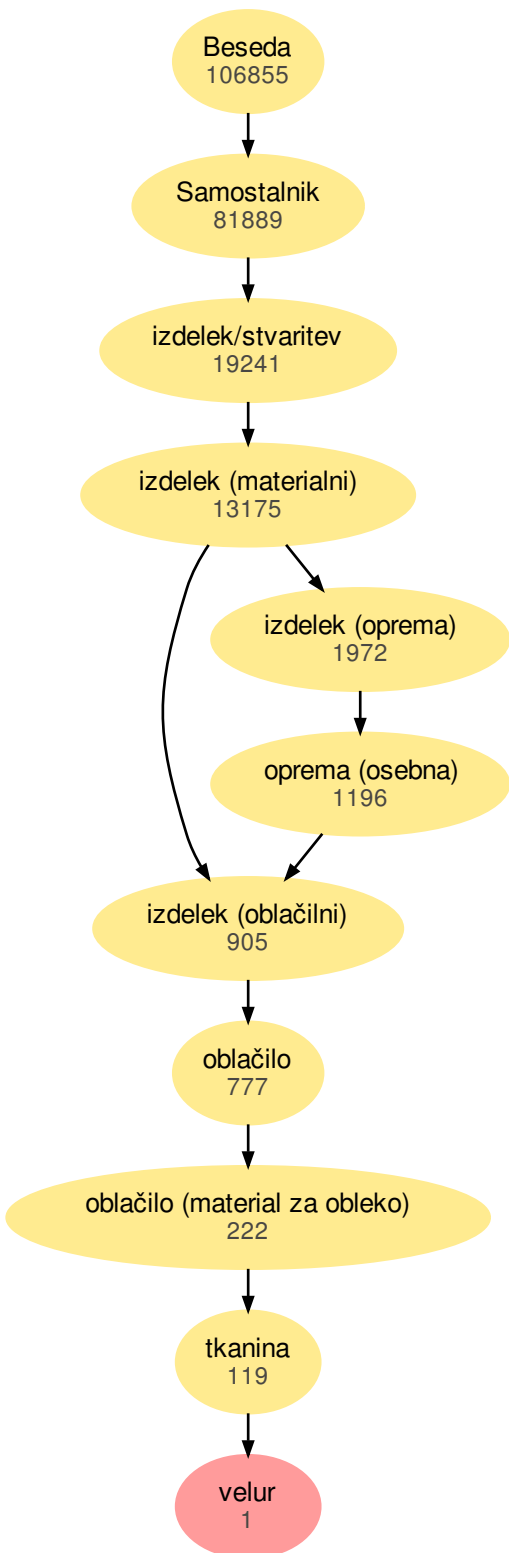 Beseda
106855
Samostalnik
81889
izdelek/stvaritev
19241
izdelek (materialni)
13175
izdelek (oprema)
1972
oprema (osebna)
1196
izdelek (oblačilni)
905
oblačilo
777
oblačilo (material za obleko)
222
tkanina
119
velur
1